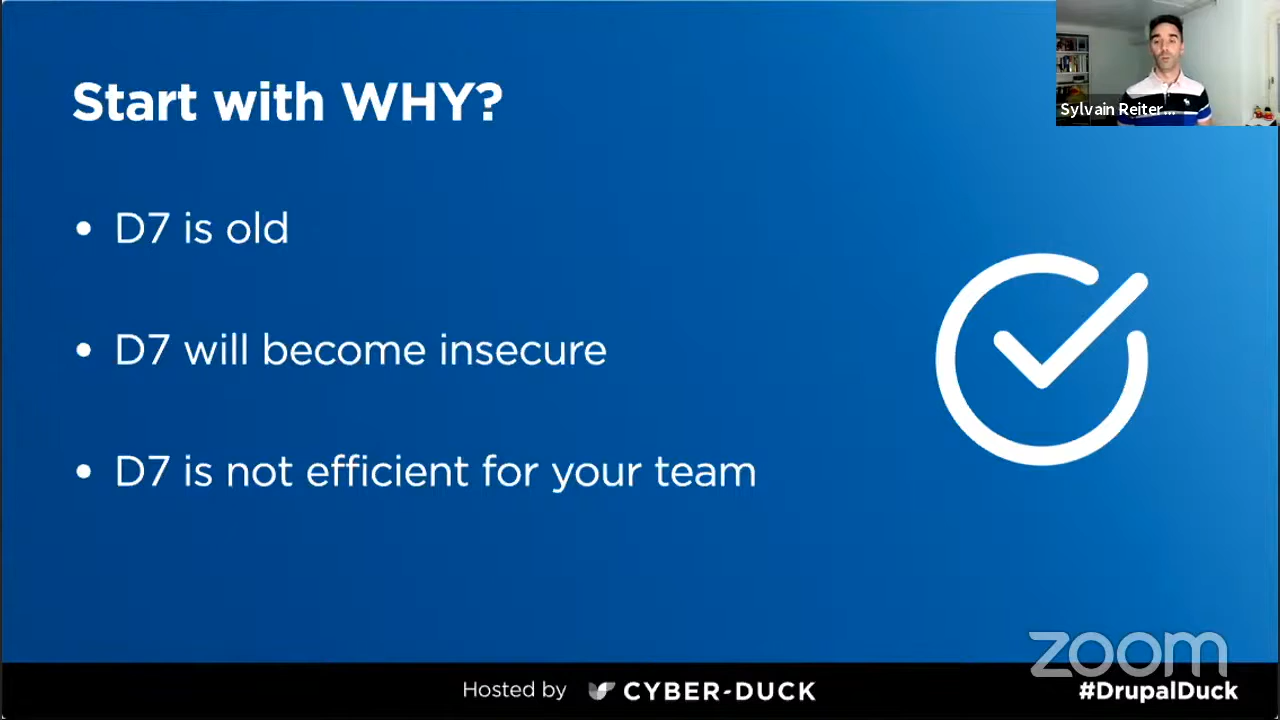 Start with WHY?
Sylvain Reiter...
• D7 is old
• D7 will become insecure
• D7 is not efficient for your team
zoom
Hosted by CYBER-DUCK
#DrupalDuck